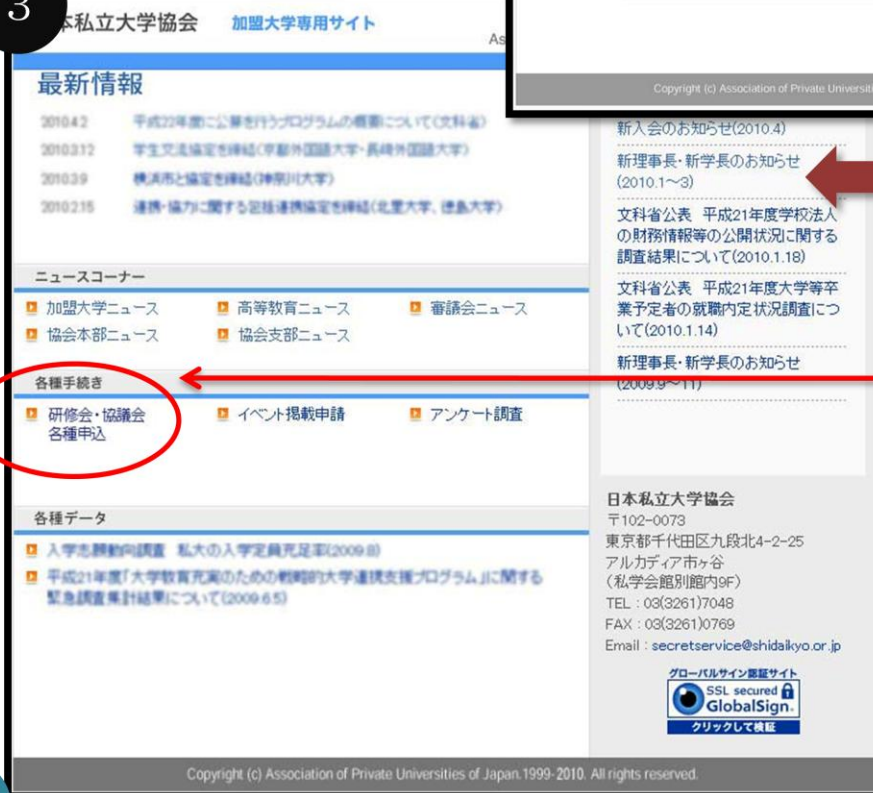 3
本私立大学協会 加盟大学専用サイト
As
Copyright (c) Association of Private Universiti
最新情報
2010.4.2 平成22年度に公募を行うプログラムの概要について(文科省)
2010.3.12 学生交流協定を締結(京都外国語大学・長崎外国語大学)
2010.3.9 横浜市と協定を締結(神奈川大学)
2010.2.15 連携・協力に関する包括連携協定を締結(北里大学、徳島大学)
ニュースコーナー
加盟大学ニュース 高等教育ニュース 審議会ニュース
協会本部ニュース 協会支部ニュース
各種手続き
研修会・協議会 イベント掲載申請 アンケート調査
各種申込
各種データ
入学志願動向調査 私大の入学定員充足率(2009.8)
平成21年度「大学教育充実のための戦略的大学連携支援プログラム」に関する
緊急調査集計結果について(2009.6.5)
新入会のお知らせ(2010.4)
新理事長・新学長のお知らせ
(2010.1～3)
文科省公表 平成21年度学校法人
の財務情報等の公開状況に関する
調査結果について(2010.1.18)
文科省公表 平成21年度大学等卒
業予定者の就職内定状況調査につ
いて(2010.1.14)
新理事長・新学長のお知らせ
(2009.9～11)
日本私立大学協会
〒102-0073
東京都千代田区九段北4-2-25
アルカディア市ヶ谷
(私学会館別館内9F)
TEL : 03(3261)7048
FAX : 03(3261)0769
Email : secretservice@shidaikyo.or.jp
グローバルサイン認証サイト
SSL secured
GlobalSign.
クリックして検証
Copyright (c) Association of Private Universities of Japan.1999-2010. All rights reserved.